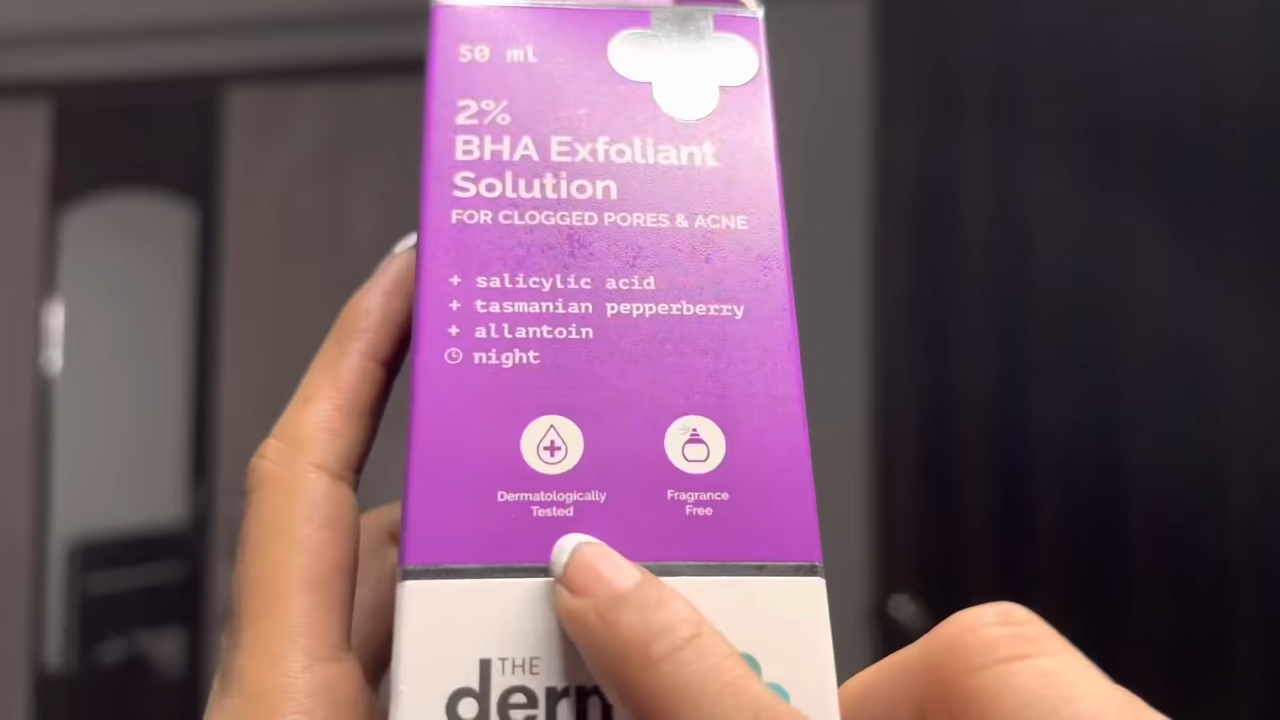 50 ml
2%
BHA Exfoliant
Solution
FOR CLOGGED PORES & ACNE
+ salicylic acid
+ tasmanian pepperberry
+ allantoin
night
Dermatologically
Tested
Fragrance
Free
THE